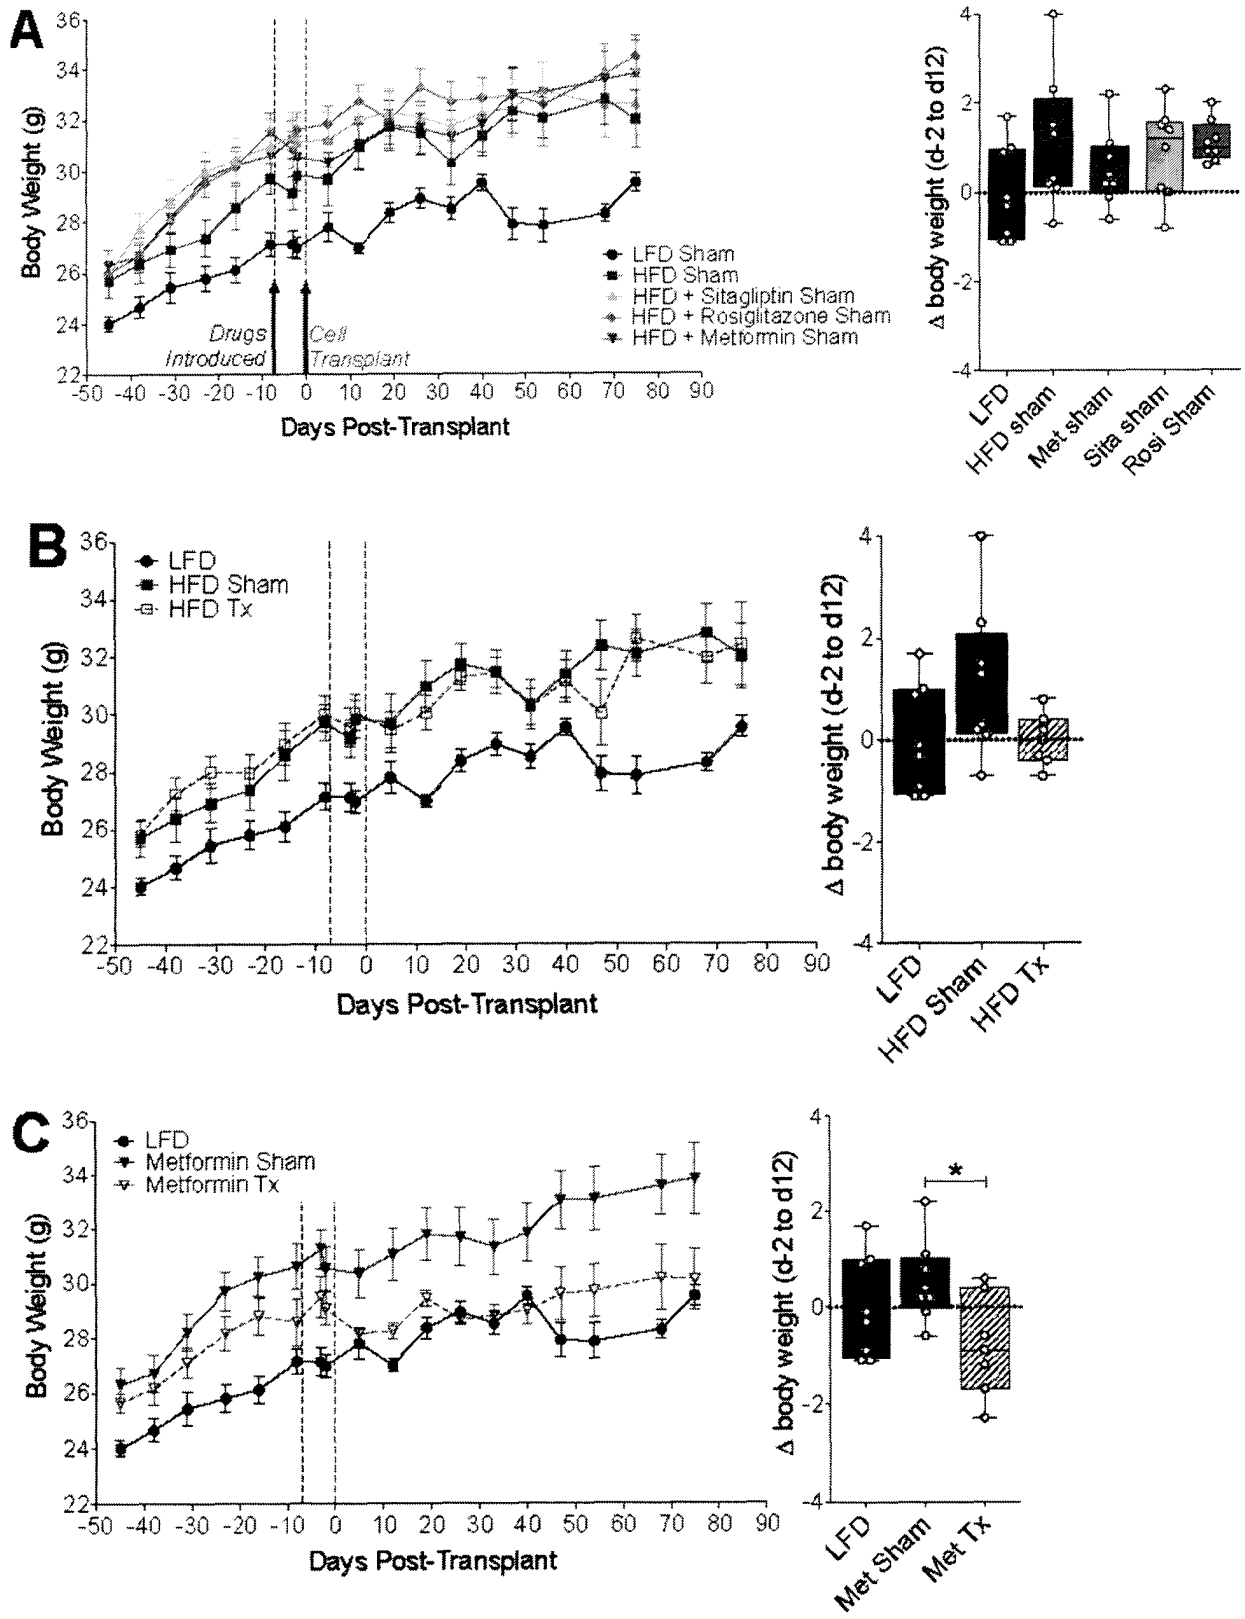 A
Body Weight (g)
36
34
32
30
28
26
24
22
LFD Sham
HFD Sham
HFD + Sitagliptin Sham
HFD + Rosiglitazone Sham
HFD + Metformin Sham
Drugs Introduced
Cell Transplant
-50 -40 -30 -20 -10 0 10 20 30 40 50 60 70 80 90
Days Post-Transplant
Δ body weight (d-2 to d12)
4
2
0
-2
-4
LFD
HFD sham
Met sham
Sita sham
Rosi Sham
B
Body Weight (g)
36
34
32
30
28
26
24
22
LFD
HFD Sham
HFD Tx
-50 -40 -30 -20 -10 0 10 20 30 40 50 60 70 80 90
Days Post-Transplant
Δ body weight (d-2 to d12)
4
2
0
-2
-4
LFD
HFD Sham
HFD Tx
C
Body Weight (g)
36
34
32
30
28
26
24
22
LFD
Metformin Sham
Metformin Tx
-50 -40 -30 -20 -10 0 10 20 30 40 50 60 70 80 90
Days Post-Transplant
Δ body weight (d-2 to d12)
4
2
0
-2
-4
*
LFD
Met Sham
Met Tx